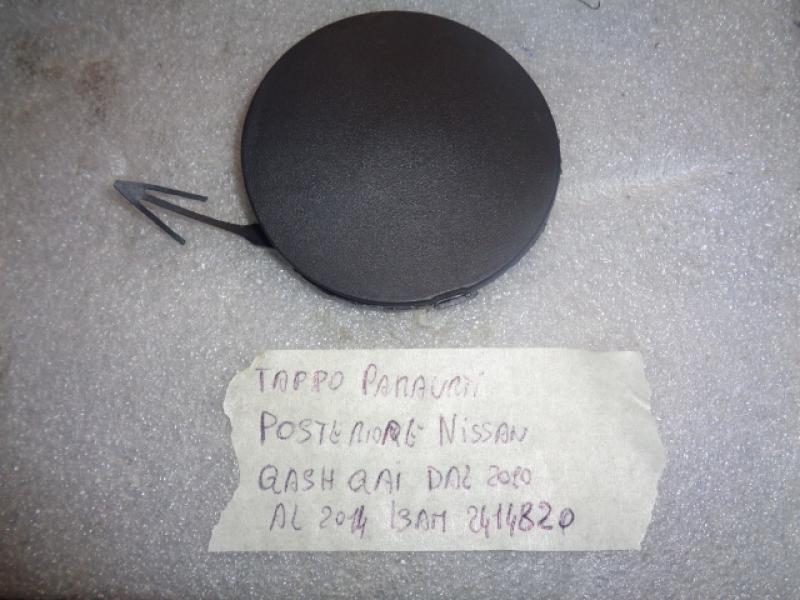 TAPPO PARAURTI
POSTERIORE NISSAN
QASHQAI DAL 2010
AL 2014 BAM 2414820